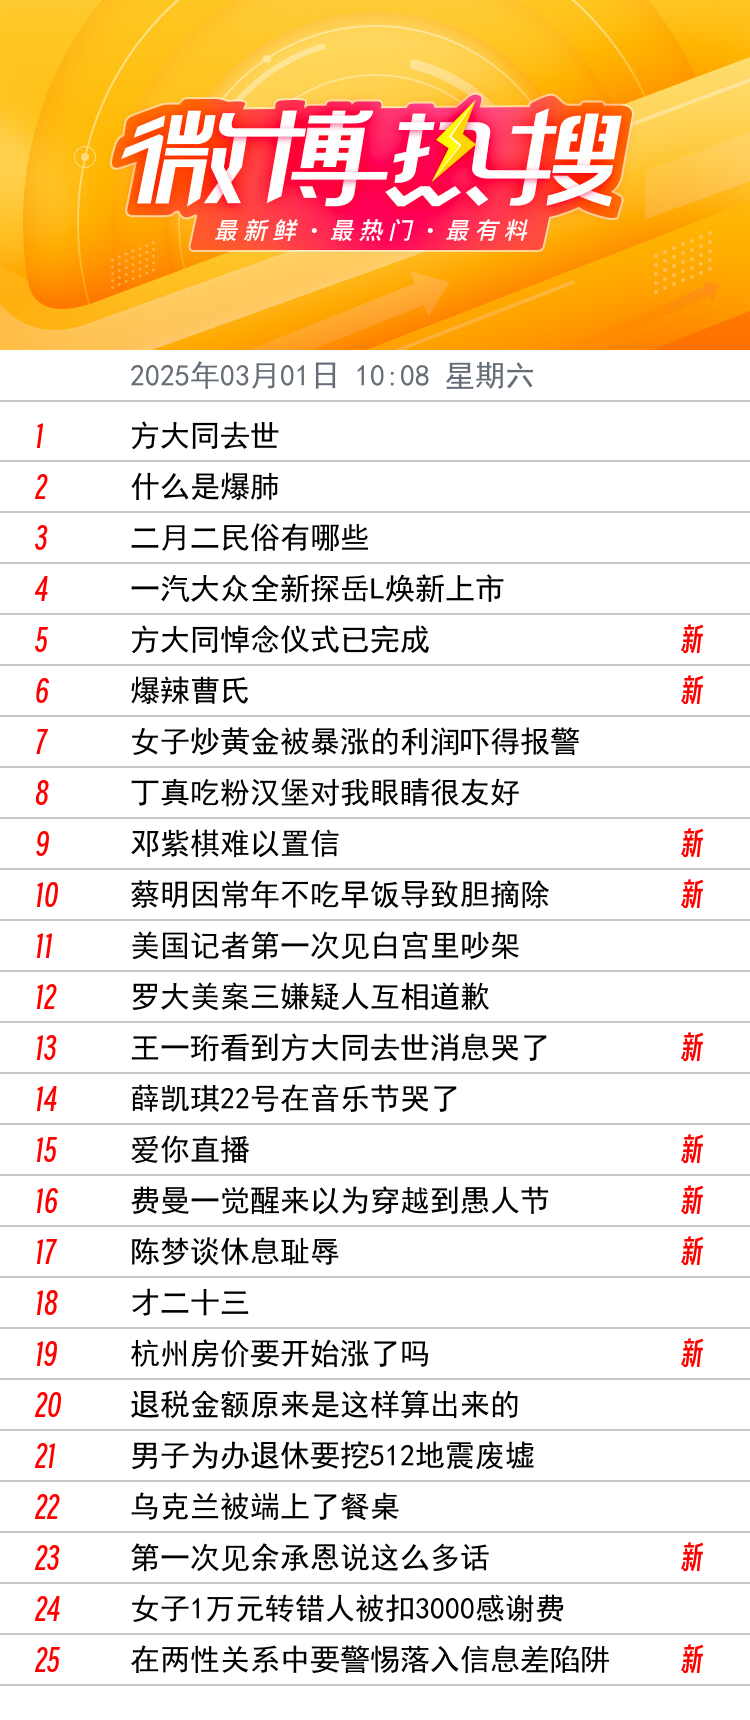 微博热搜
最新鲜·最热门·最有料
2025年03月01日 10:08 星期六
1 方大同去世
2 什么是爆肺
3 二月二民俗有哪些
4 一汽大众全新探岳L焕新上市
5 方大同悼念仪式已完成 新
6 爆辣曹氏 新
7 女子炒黄金被暴涨的利润吓得报警
8 丁真吃粉汉堡对我眼睛很友好
9 邓紫棋难以置信 新
10 蔡明因常年不吃早饭导致胆摘除 新
11 美国记者第一次见白宫里吵架
12 罗大美案三嫌疑人互相道歉
13 王一珩看到方大同去世消息哭了 新
14 薛凯琪22号在音乐节哭了
15 爱你直播 新
16 费曼一觉醒来以为穿越到愚人节 新
17 陈梦谈休息耻辱 新
18 才二十三
19 杭州房价要开始涨了吗 新
20 退税金额原来是这样算出来的
21 男子为办退休要挖512地震废墟
22 乌克兰被端上了餐桌
23 第一次见余承恩说这么多话 新
24 女子1万元转错人被扣3000感谢费
25 在两性关系中要警惕落入信息差陷阱 新